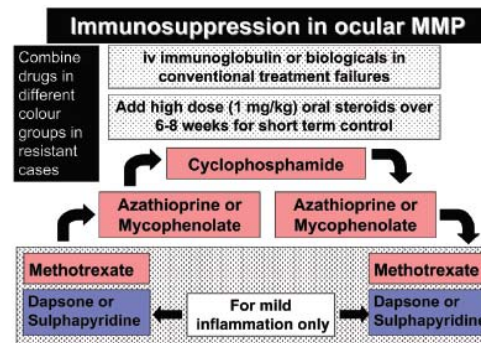 Immunosuppression in ocular MMP
Combine
drugs in
different
colour
groups in
resistant
cases
iv immunoglobulin or biologicals in
conventional treatment failures
Add high dose (1 mg/kg) oral steroids over
6-8 weeks for short term control
Cyclophosphamide
Azathioprine or
Mycophenolate
Azathioprine or
Mycophenolate
Methotrexate
Dapsone or
Sulphapyridine
For mild
inflammation only
Methotrexate
Dapsone or
Sulphapyridine